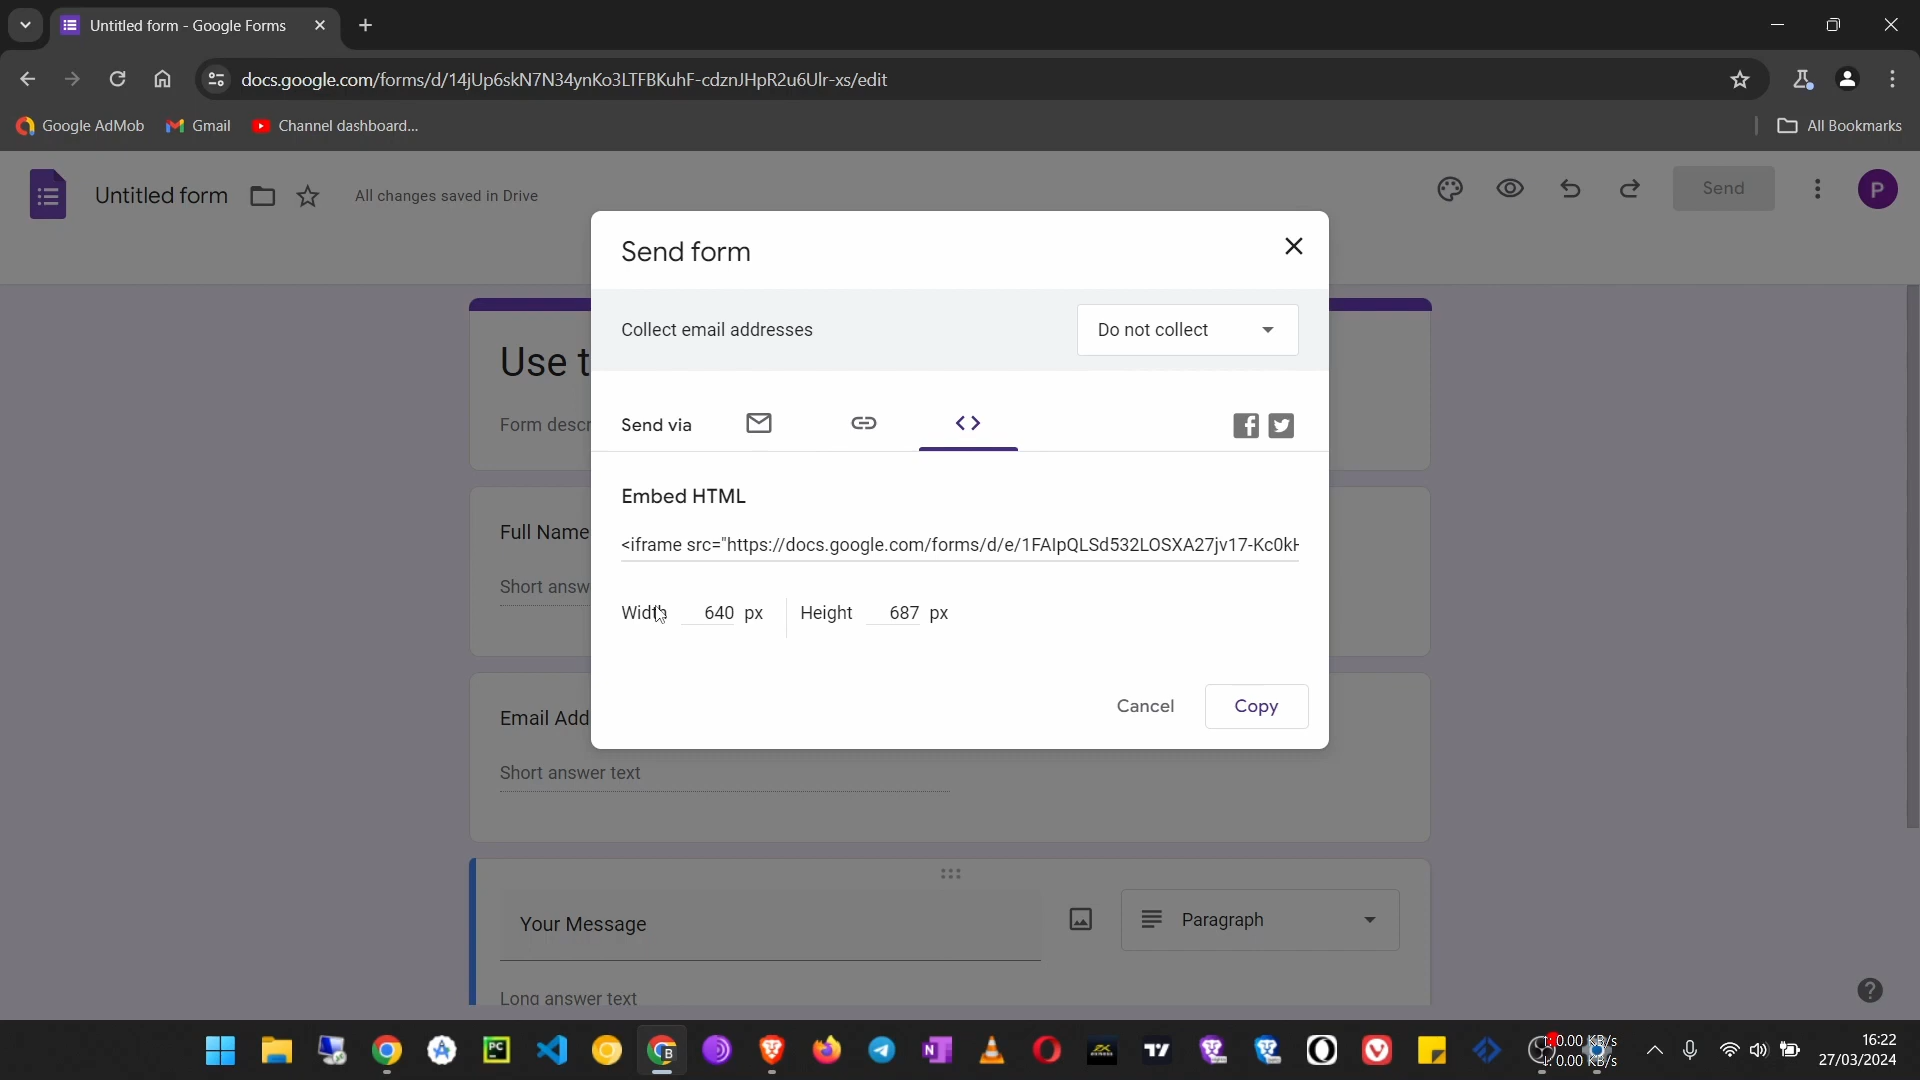 Untitled form - Google Forms
docs.google.com/forms/d/14jUp6skN7N34ynKo3LTFBKuhF-cdznJHpR2u6Ulr-xs/edit
Google AdMob Gmail Channel dashboard... All Bookmarks
Untitled form All changes saved in Drive Send P
Send form
Collect email addresses Do not collect
Use t
Form descr
Send via
Embed HTML
Full Name
<iframe src="https://docs.google.com/forms/d/e/1FAIpQLSd532LOSXA27jv17-Kc0kH
Short answ
Width 640 px Height 687 px
Cancel Copy
Email Add
Short answer text
Your Message Paragraph
Long answer text
0.00 KB/s
0.00 KB/s
16:22
27/03/2024